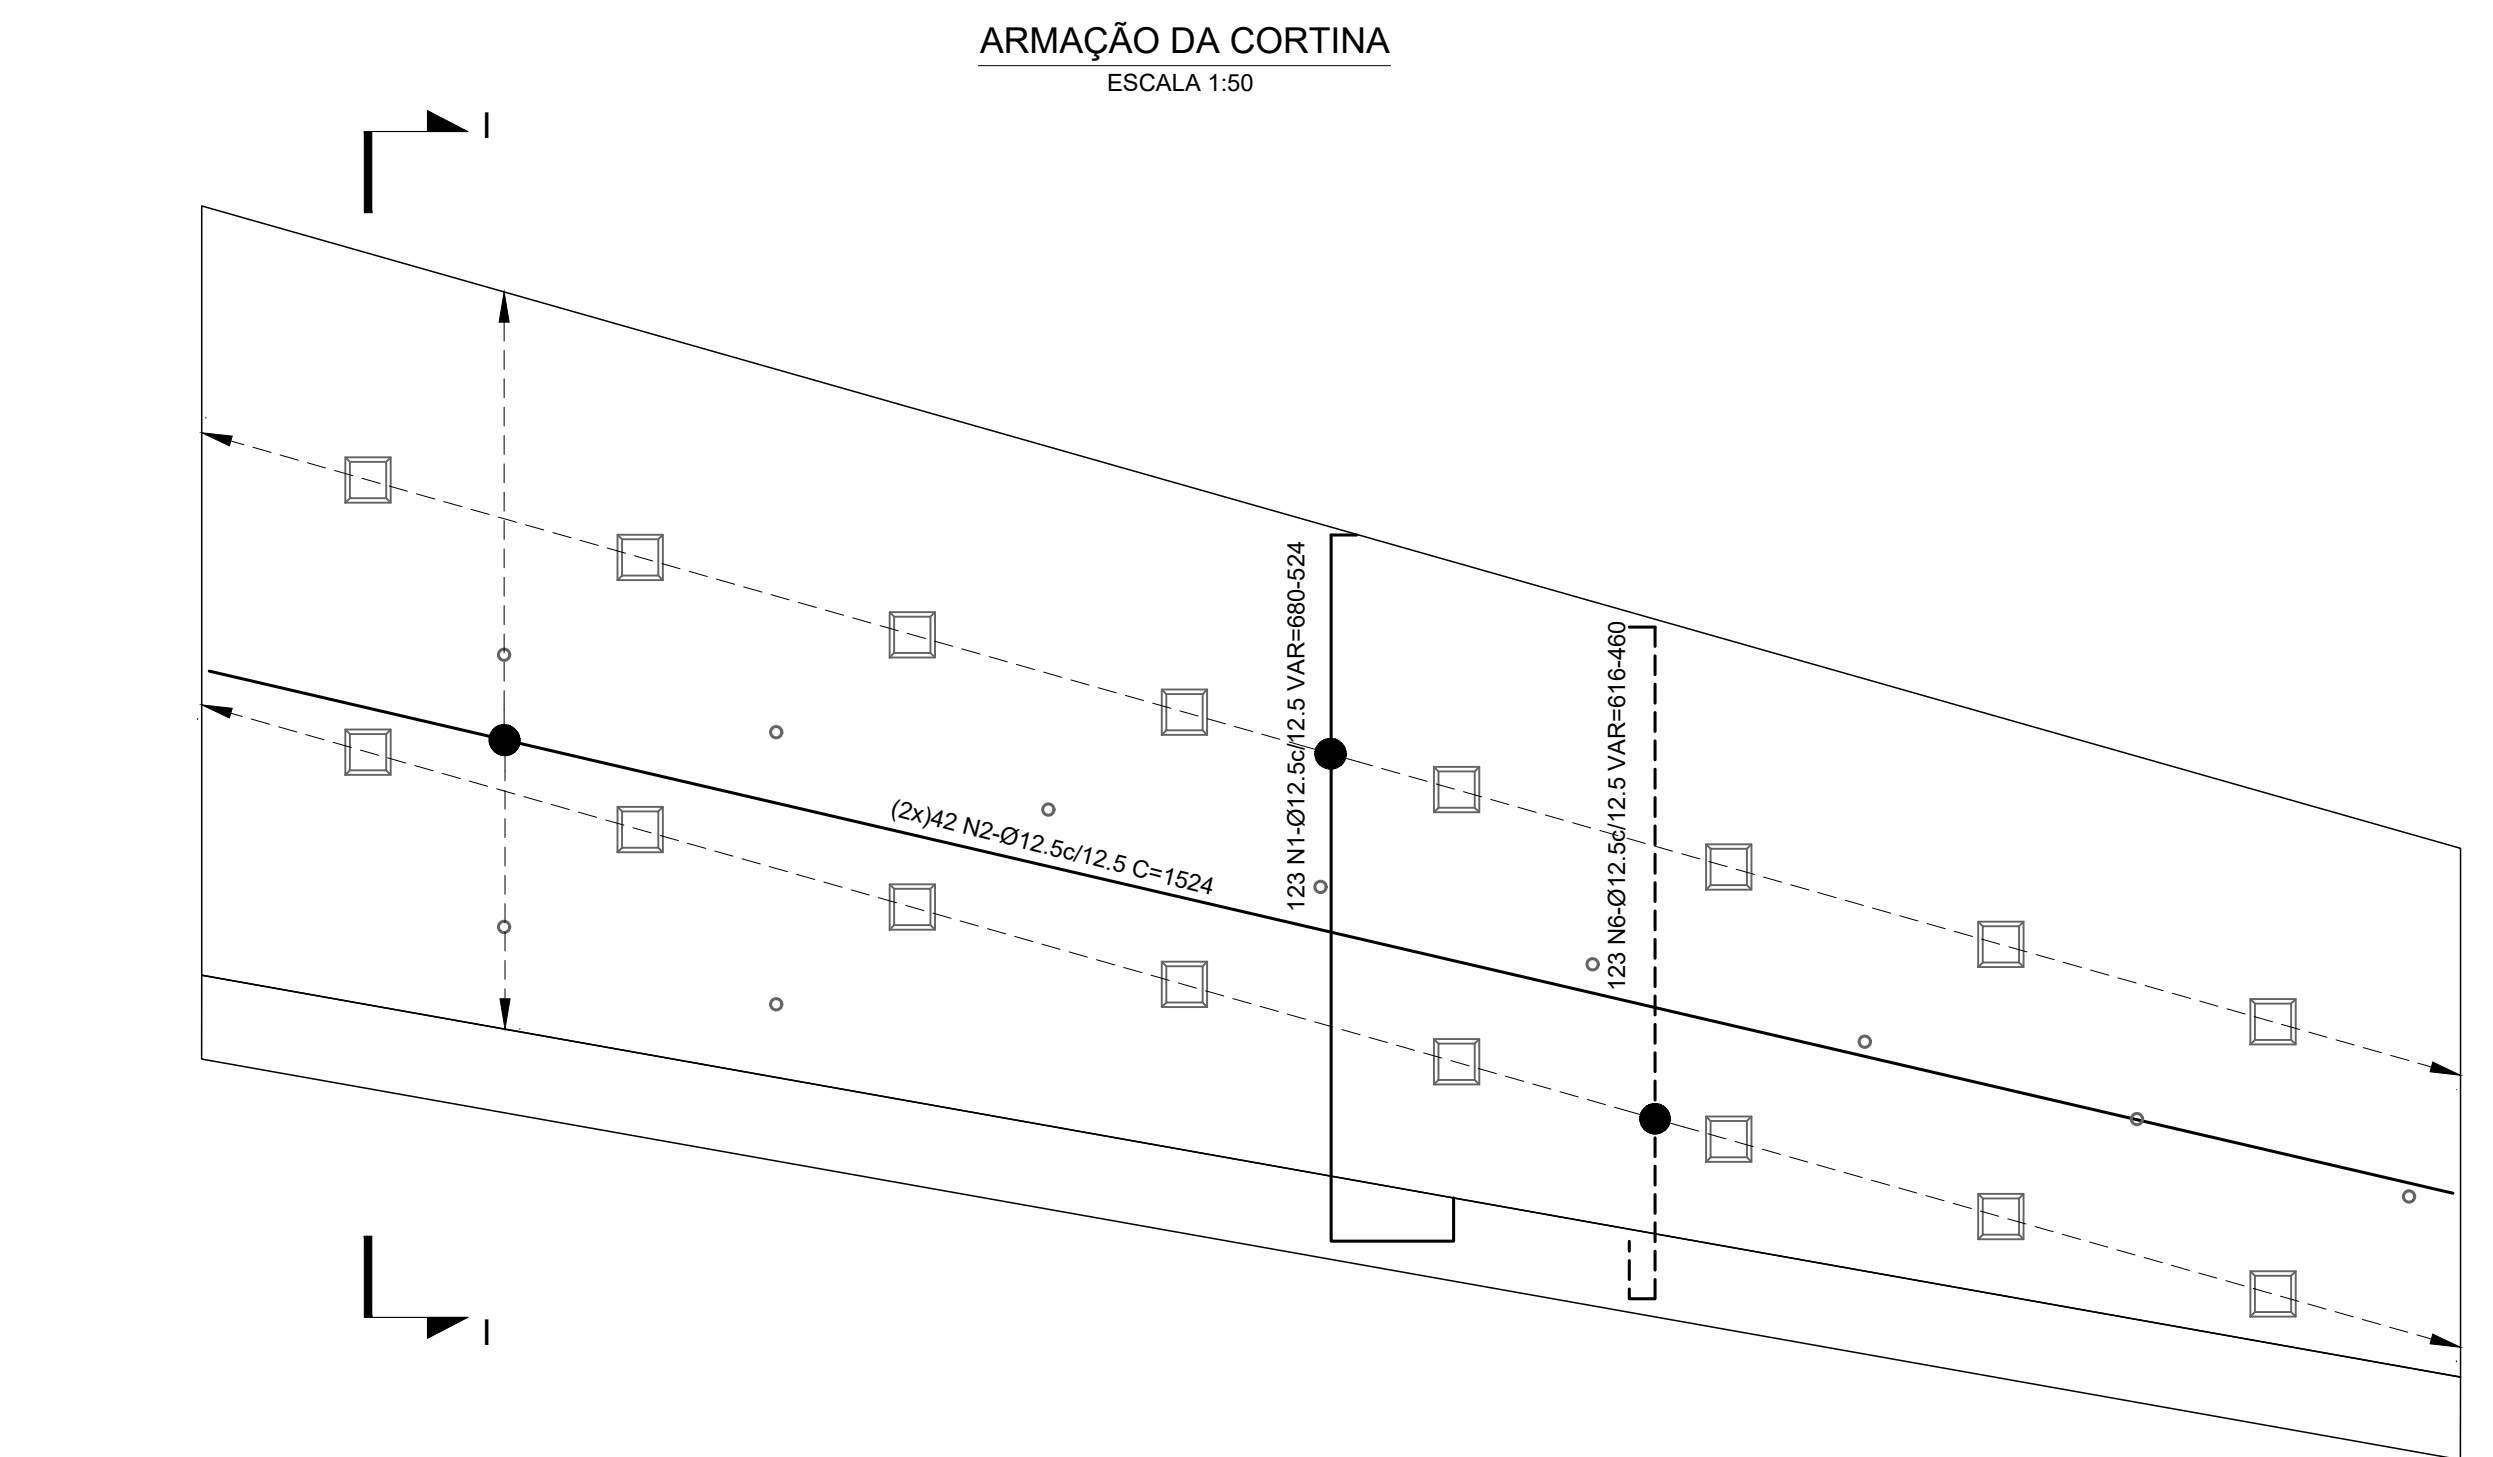 ARMAÇÃO DA CORTINA
ESCALA 1:50
I
123 N1-Ø12.5c/12.5 VAR=680-524
123 N6-Ø12.5c/12.5 VAR=616-460
(2x)42 N2-Ø12.5c/12.5 C=1524
I